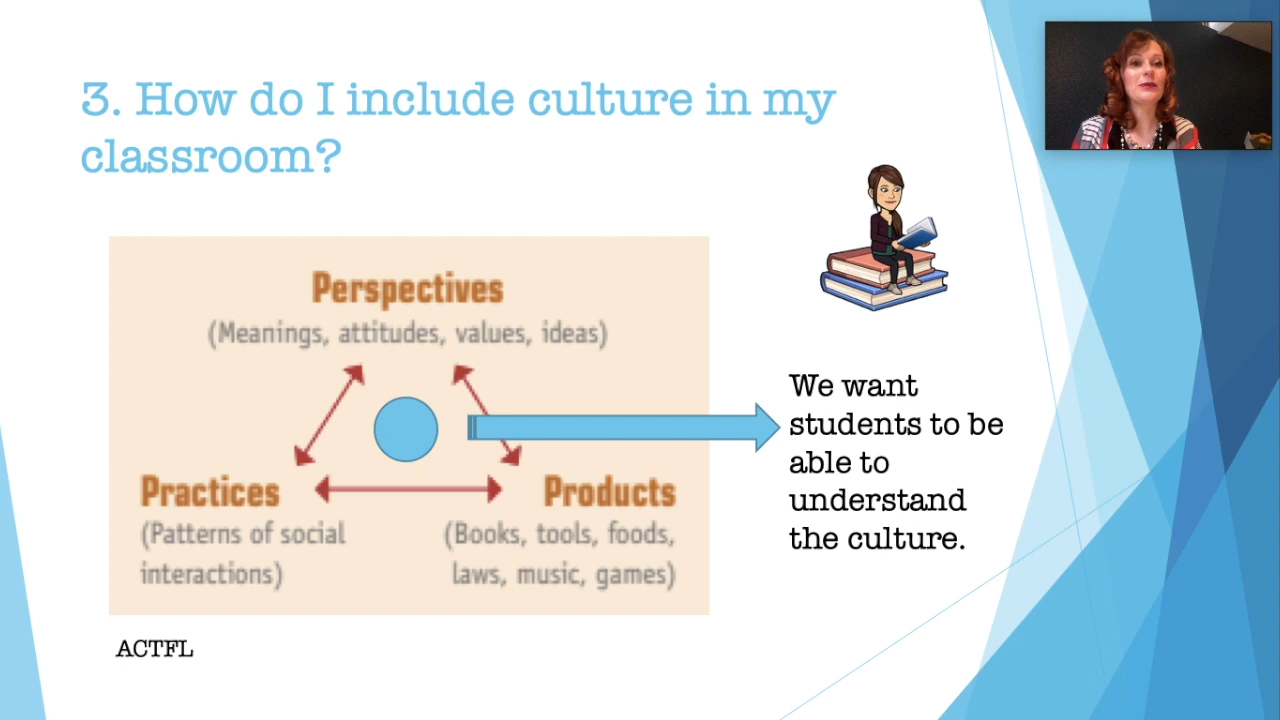 3. How do I include culture in my
classroom?
Perspectives
(Meanings, attitudes, values, ideas)
Practices
(Patterns of social
interactions)
Products
(Books, tools, foods,
laws, music, games)
We want
students to be
able to
understand
the culture.
ACTFL